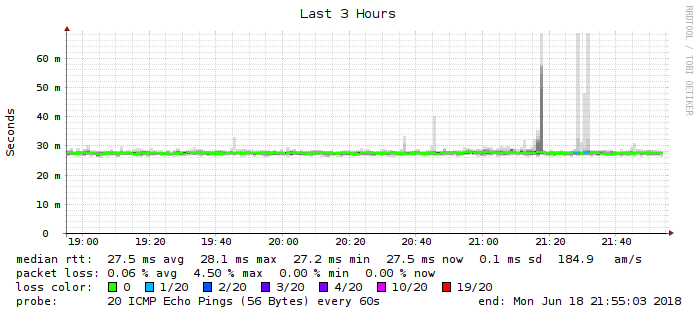 Last 3 Hours
RRDTOOL / TOBI OETIKER
Seconds
60 m
50 m
40 m
30 m
20 m
10 m
0
19:00 19:20 19:40 20:00 20:20 20:40 21:00 21:20 21:40
median rtt: 27.5 ms avg 28.1 ms max 27.2 ms min 27.5 ms now 0.1 ms sd 184.9 am/s
packet loss: 0.06 % avg 4.50 % max 0.00 % min 0.00 % now
loss color: 0 1/20 2/20 3/20 4/20 10/20 19/20
probe: 20 ICMP Echo Pings (56 Bytes) every 60s end: Mon Jun 18 21:55:03 2018